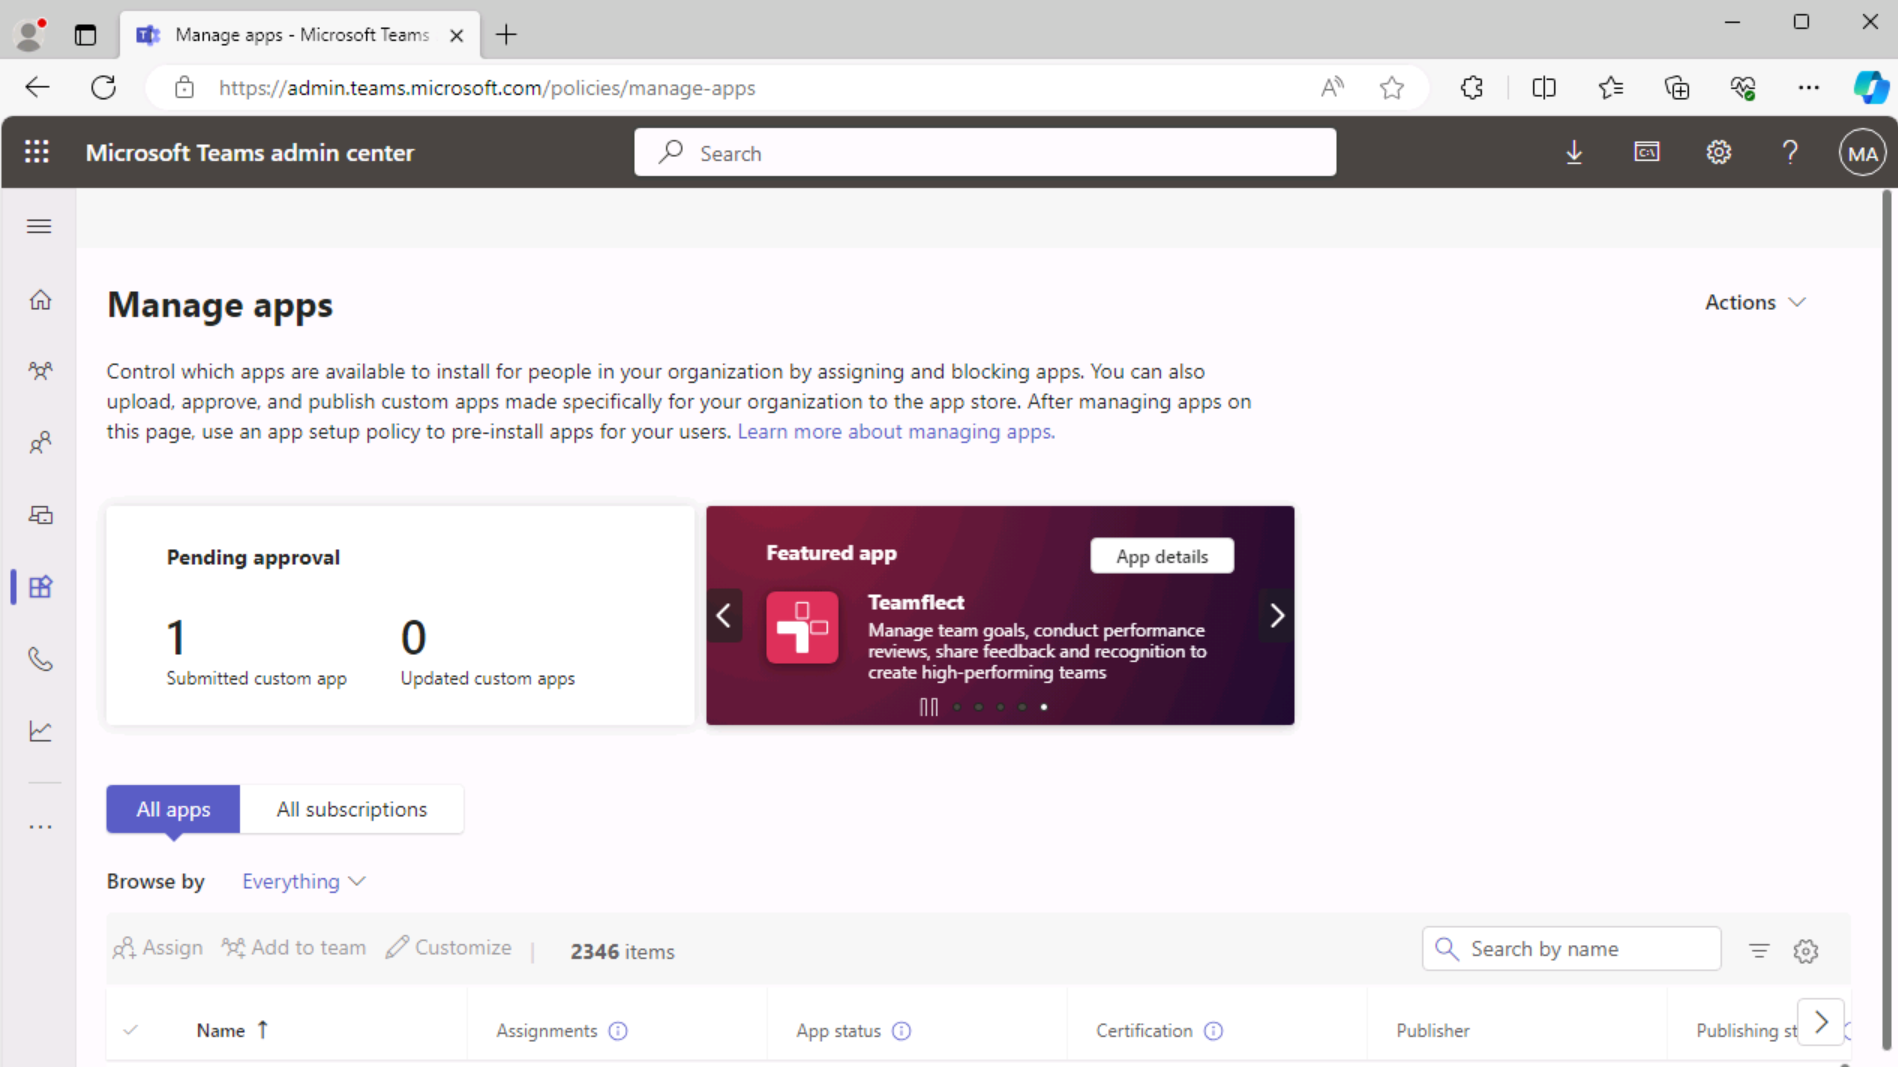 Manage apps - Microsoft Teams
https://admin.teams.microsoft.com/policies/manage-apps
Microsoft Teams admin center
Search
MA
Manage apps
Actions
Control which apps are available to install for people in your organization by assigning and blocking apps. You can also
upload, approve, and publish custom apps made specifically for your organization to the app store. After managing apps on
this page, use an app setup policy to pre-install apps for your users. Learn more about managing apps.
Pending approval
1
Submitted custom app
0
Updated custom apps
Featured app
App details
Teamflect
Manage team goals, conduct performance
reviews, share feedback and recognition to
create high-performing teams
All apps
All subscriptions
Browse by Everything
Assign Add to team Customize | 2346 items
Search by name
Name ↑ Assignments App status Certification Publisher Publishing st